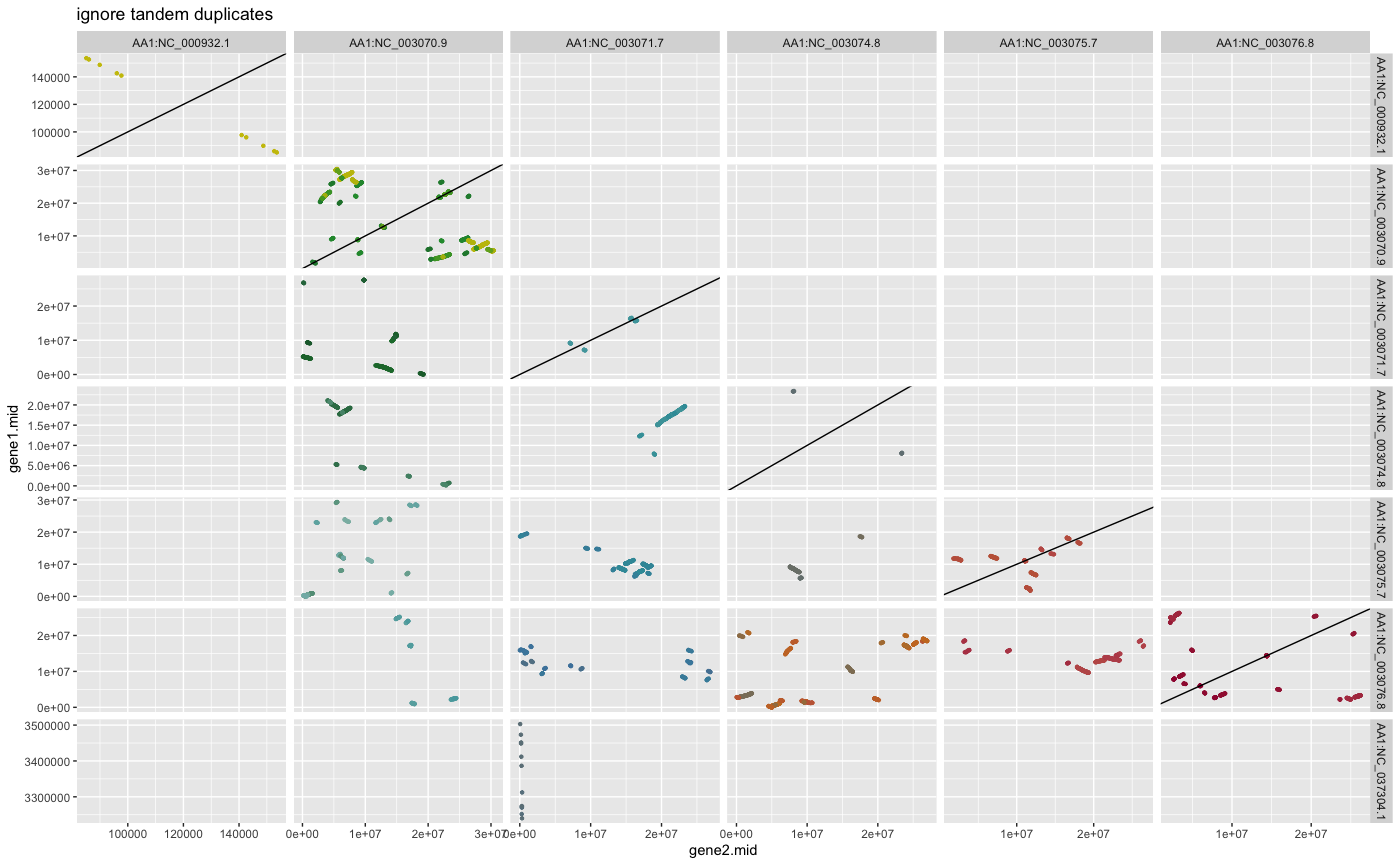 ignore tandem duplicates
AA1:NC_000932.1 AA1:NC_003070.9 AA1:NC_003071.7 AA1:NC_003074.8 AA1:NC_003075.7 AA1:NC_003076.8
140000
120000
100000
AA1:NC_000932.1
3e+07
2e+07
1e+07
AA1:NC_003070.9
2e+07
1e+07
0e+00
AA1:NC_003071.7
gene1.mid
2.0e+07
1.5e+07
1.0e+07
5.0e+06
0.0e+00
AA1:NC_003074.8
3e+07
2e+07
1e+07
0e+00
AA1:NC_003075.7
2e+07
1e+07
0e+00
AA1:NC_003076.8
3500000
3400000
3300000
AA1:NC_037304.1
100000 120000 140000 0e+00 1e+07 2e+07 3e+07 0e+00 1e+07 2e+07 0e+00 1e+07 2e+07 1e+07 2e+07 1e+07 2e+07
gene2.mid